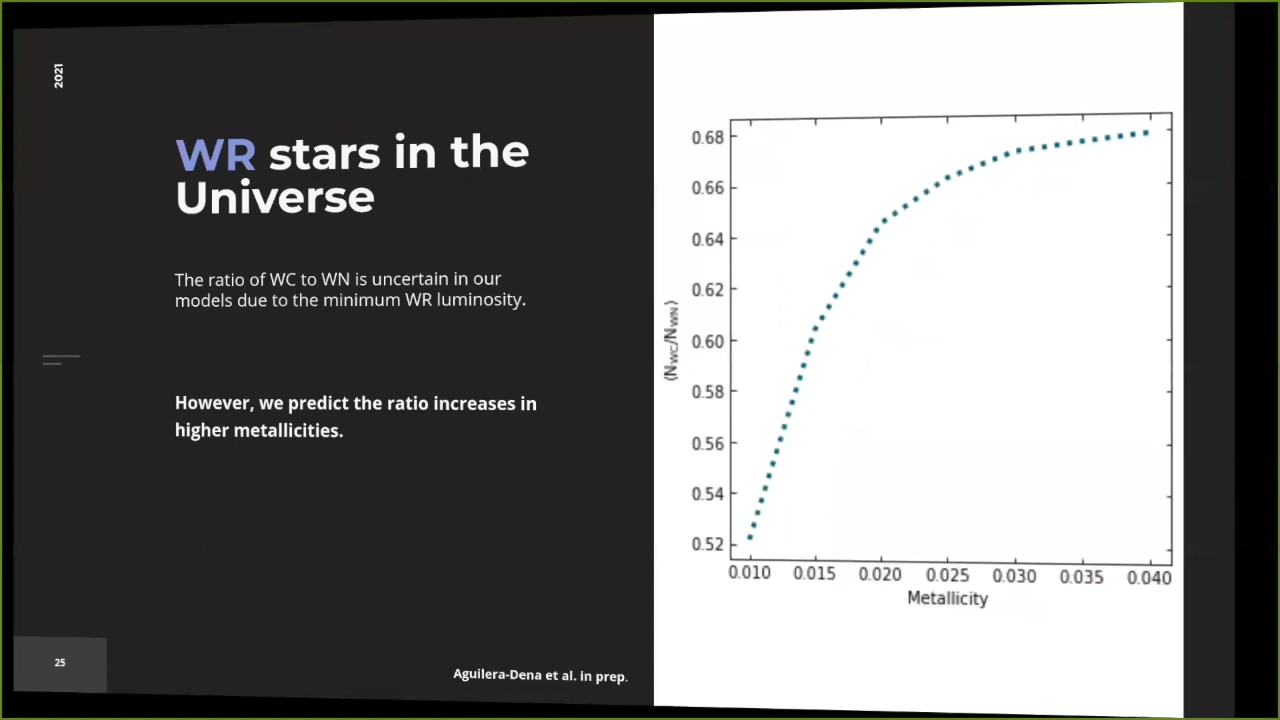 2021
WR stars in the
Universe
The ratio of WC to WN is uncertain in our
models due to the minimum WR luminosity.
However, we predict the ratio increases in
higher metallicities.
25
Aguilera-Dena et al. in prep.
⟨N_WC/N_WN⟩
0.68
0.66
0.64
0.62
0.60
0.58
0.56
0.54
0.52
0.010 0.015 0.020 0.025 0.030 0.035 0.040
Metallicity